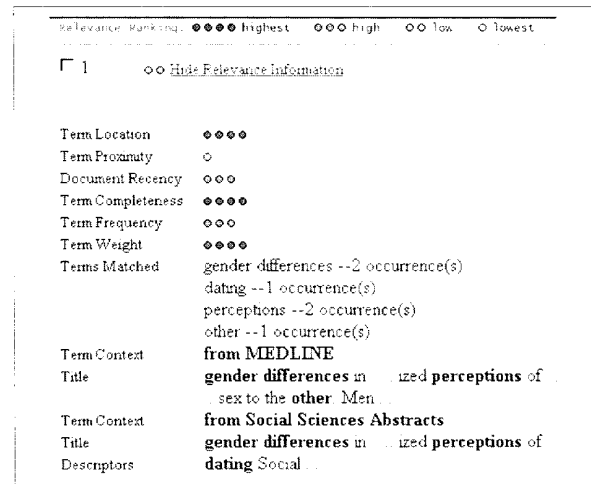 Relevance Ranking: highest high low lowest
1 Hide Relevance Information
Term Location
Term Proximity
Document Recency
Term Completeness
Term Frequency
Term Weight
Terms Matched gender differences --2 occurrence(s)
dating --1 occurrence(s)
perceptions --2 occurrence(s)
other --1 occurrence(s)
Term Context from MEDLINE
Title gender differences in ... ized perceptions of ...
... sex to the other. Men ...
Term Context from Social Sciences Abstracts
Title gender differences in ... ized perceptions of
Descriptors dating Social ...